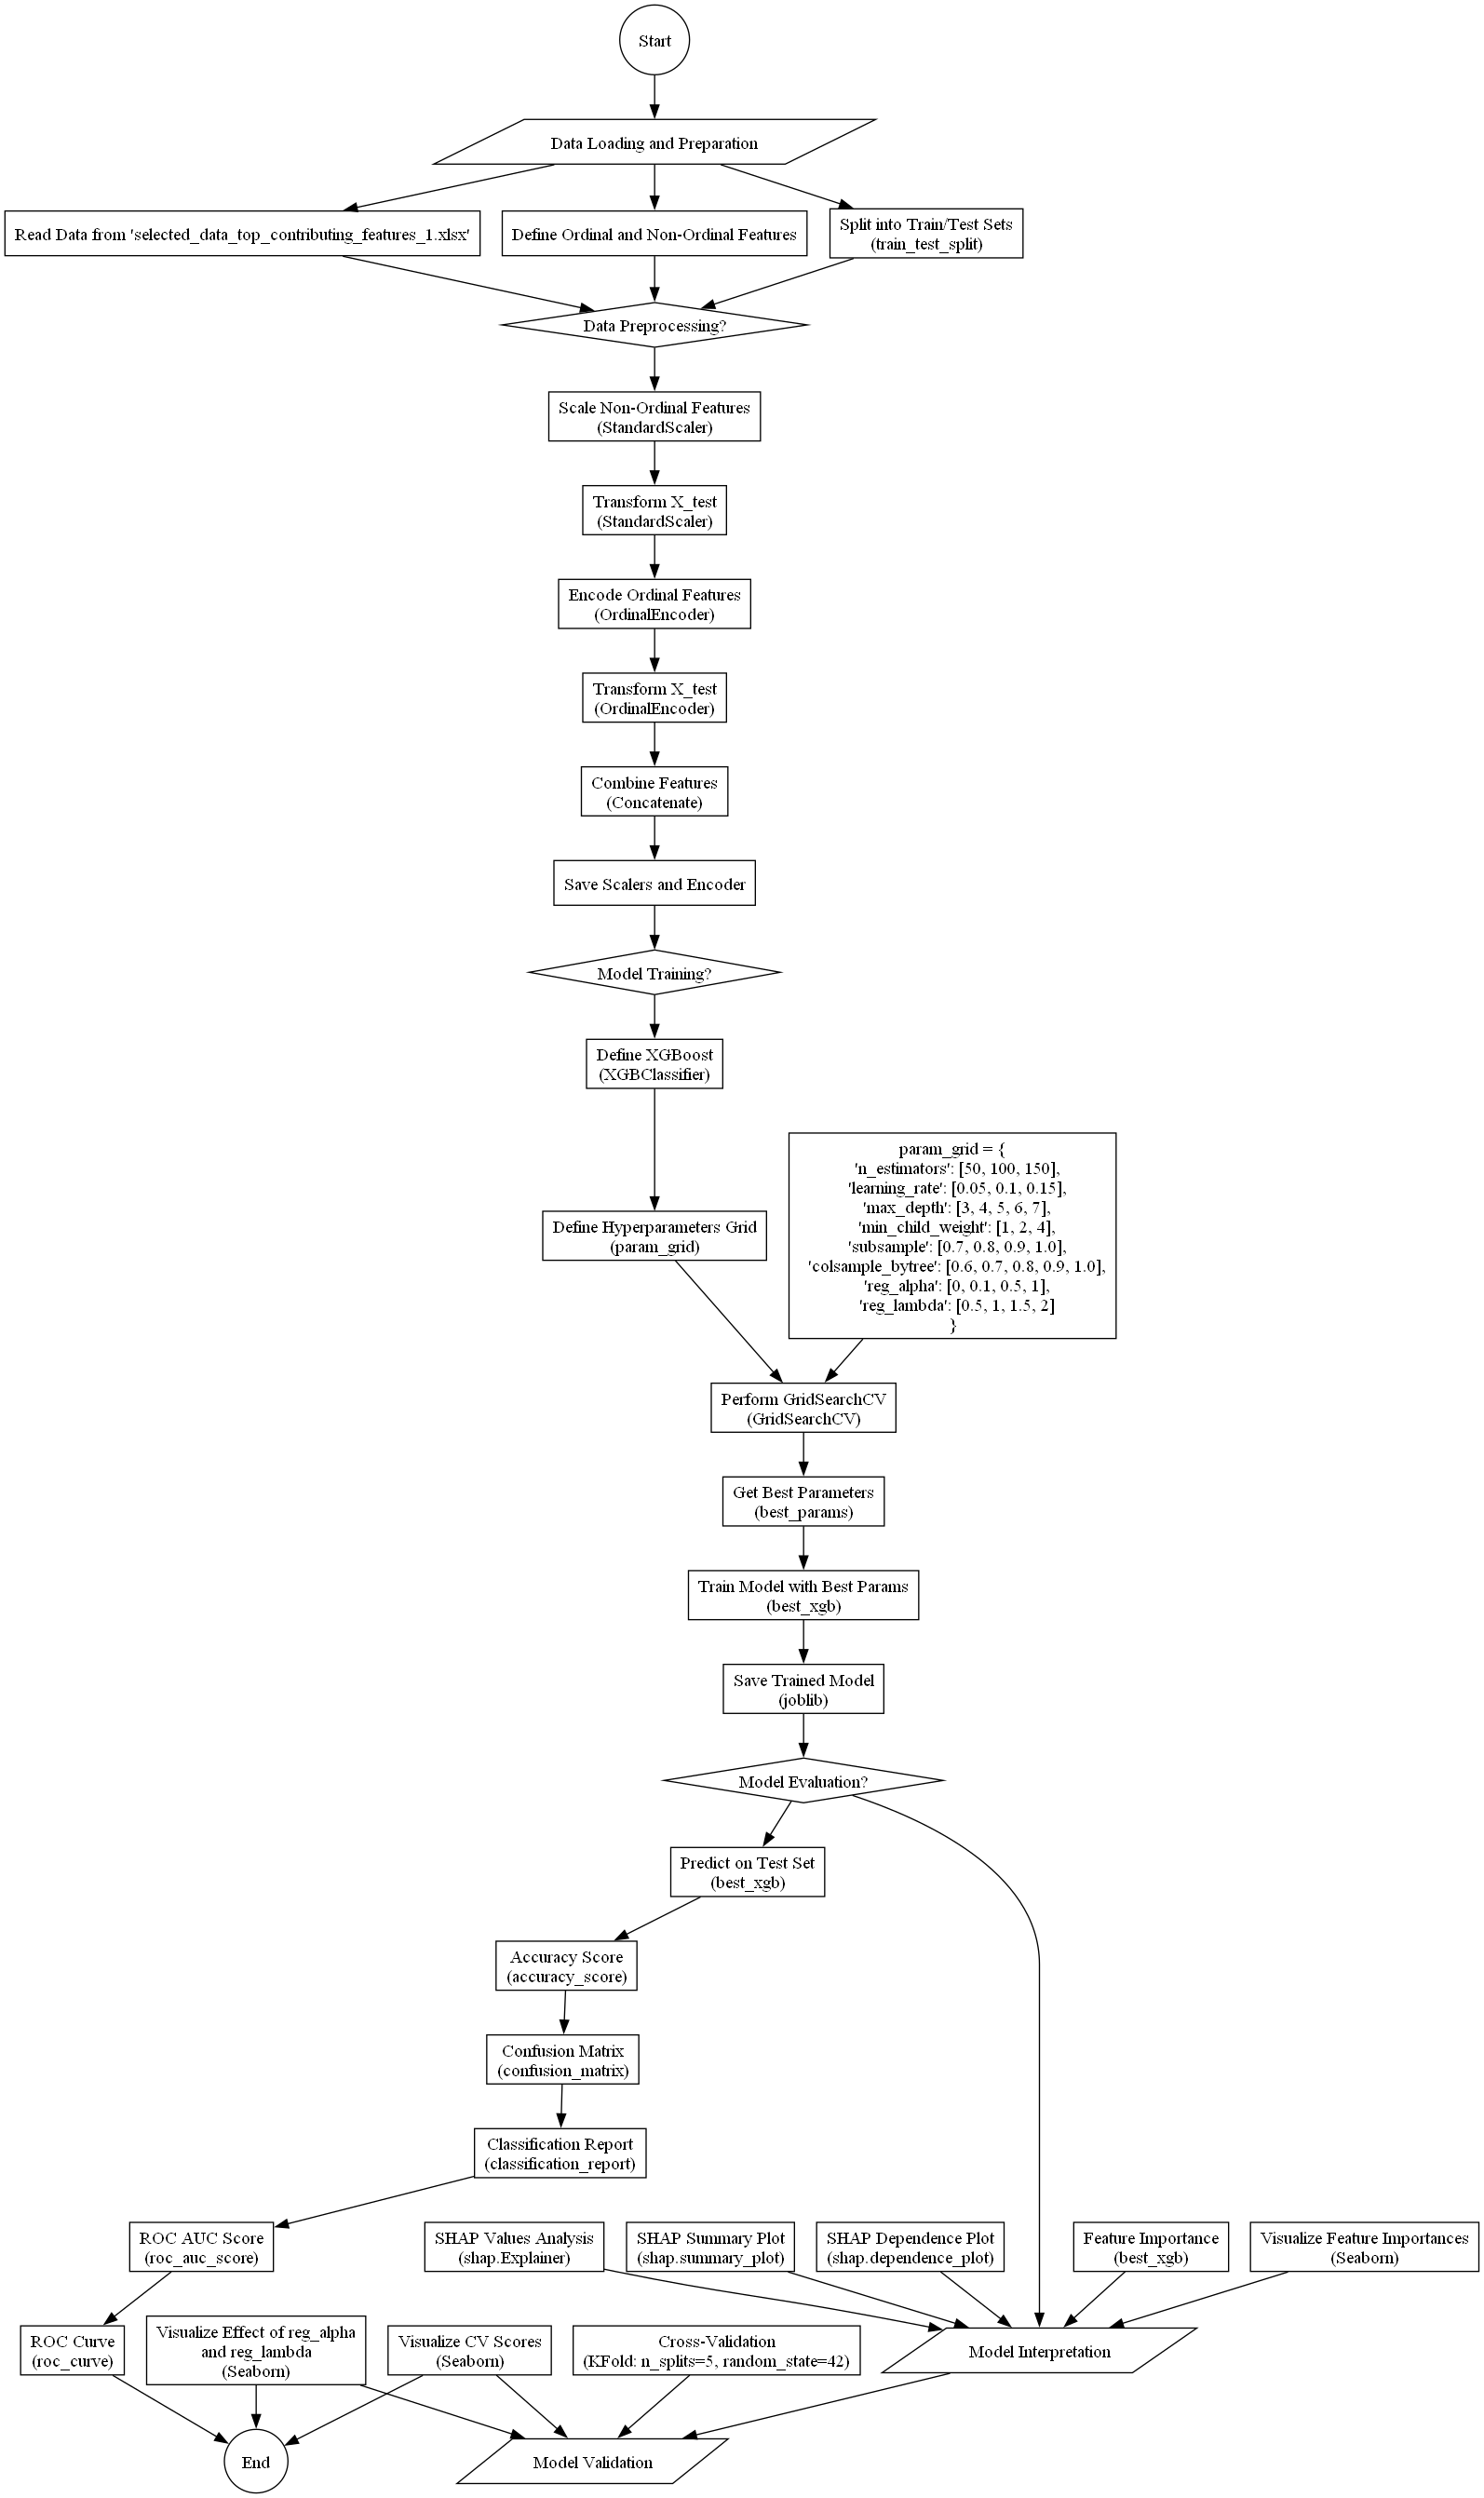 Start
Data Loading and Preparation
Read Data from 'selected_data_top_contributing_features_1.xlsx'
Define Ordinal and Non-Ordinal Features
Split into Train/Test Sets
(train_test_split)
Data Preprocessing?
Scale Non-Ordinal Features
(StandardScaler)
Transform X_test
(StandardScaler)
Encode Ordinal Features
(OrdinalEncoder)
Transform X_test
(OrdinalEncoder)
Combine Features
(Concatenate)
Save Scalers and Encoder
Model Training?
Define XGBoost
(XGBClassifier)
param_grid = {
'n_estimators': [50, 100, 150],
'learning_rate': [0.05, 0.1, 0.15],
'max_depth': [3, 4, 5, 6, 7],
'min_child_weight': [1, 2, 4],
'subsample': [0.7, 0.8, 0.9, 1.0],
'colsample_bytree': [0.6, 0.7, 0.8, 0.9, 1.0],
'reg_alpha': [0, 0.1, 0.5, 1],
'reg_lambda': [0.5, 1, 1.5, 2]
}
Define Hyperparameters Grid
(param_grid)
Perform GridSearchCV
(GridSearchCV)
Get Best Parameters
(best_params)
Train Model with Best Params
(best_xgb)
Save Trained Model
(joblib)
Model Evaluation?
Predict on Test Set
(best_xgb)
Accuracy Score
(accuracy_score)
Confusion Matrix
(confusion_matrix)
Classification Report
(classification_report)
ROC AUC Score
(roc_auc_score)
SHAP Values Analysis
(shap.Explainer)
SHAP Summary Plot
(shap.summary_plot)
SHAP Dependence Plot
(shap.dependence_plot)
Feature Importance
(best_xgb)
Visualize Feature Importances
(Seaborn)
ROC Curve
(roc_curve)
Visualize Effect of reg_alpha
and reg_lambda
(Seaborn)
Visualize CV Scores
(Seaborn)
Cross-Validation
(KFold: n_splits=5, random_state=42)
Model Interpretation
End
Model Validation